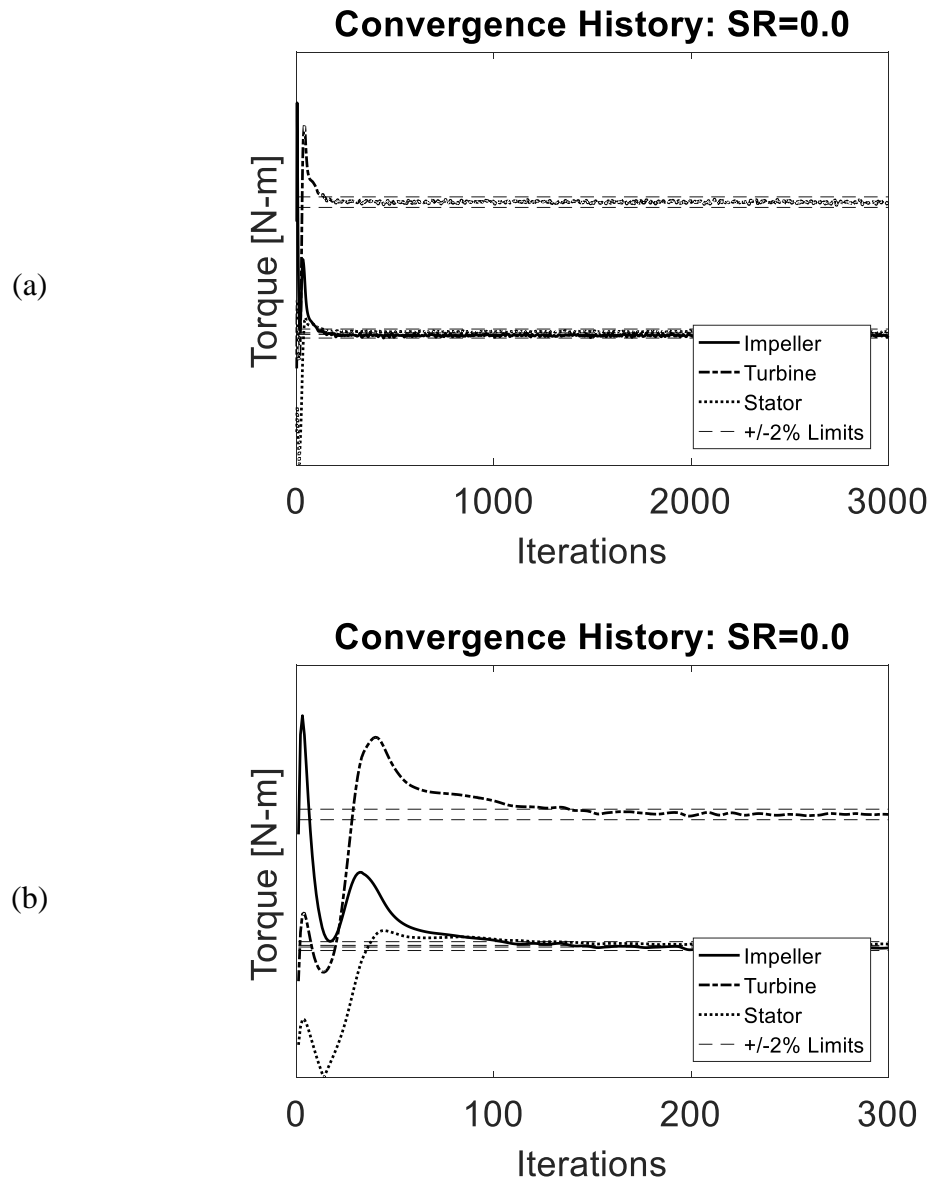 Convergence History: SR=0.0
Torque [N-m]
(a)
Impeller
Turbine
Stator
+/-2% Limits
0 1000 2000 3000
Iterations
Convergence History: SR=0.0
Torque [N-m]
(b)
Impeller
Turbine
Stator
+/-2% Limits
0 100 200 300
Iterations